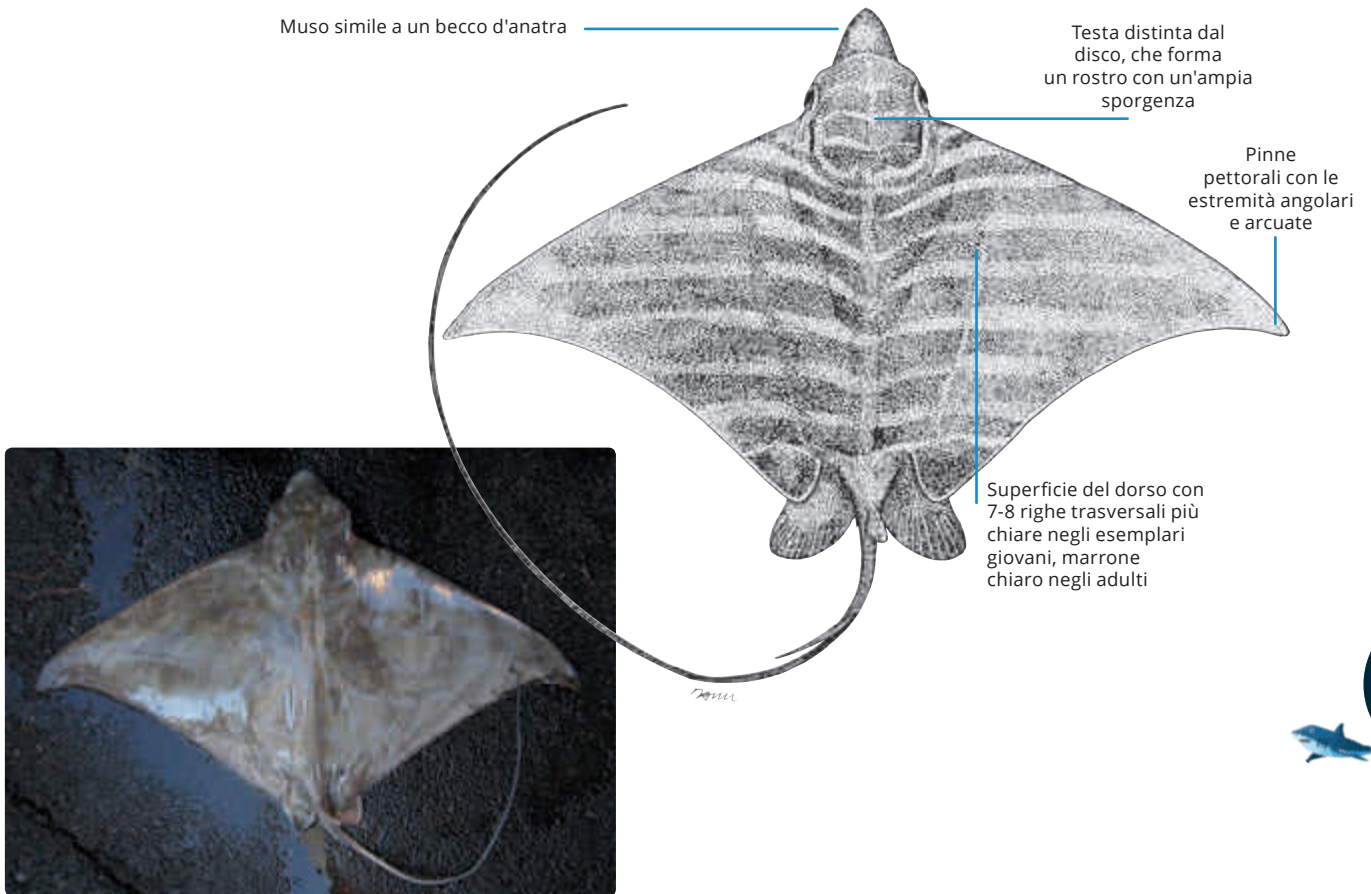 Muso simile a un becco d'anatra
Testa distinta dal
disco, che forma
un rostro con un'ampia
sporgenza
Pinne
pettorali con le
estremità angolari
e arcuate
Superficie del dorso con
7-8 righe trasversali più
chiare negli esemplari
giovani, marrone
chiaro negli adulti